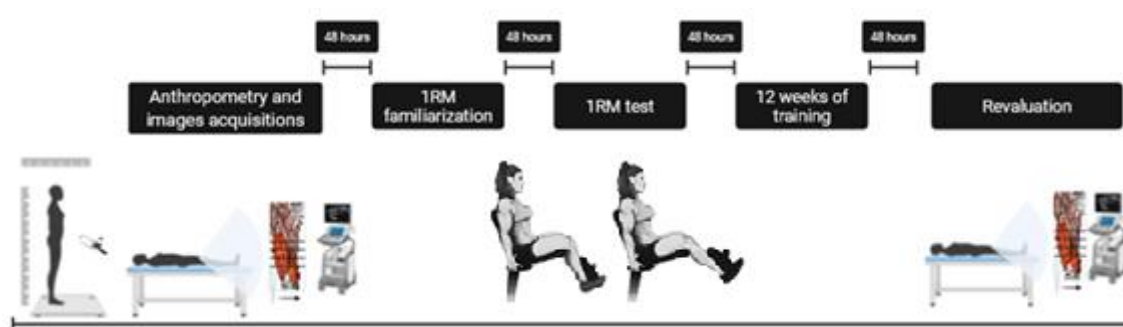 48 hours
48 hours
48 hours
48 hours
Anthropometry and
images acquisitions
1RM
familiarization
1RM test
12 weeks of
training
Revaluation